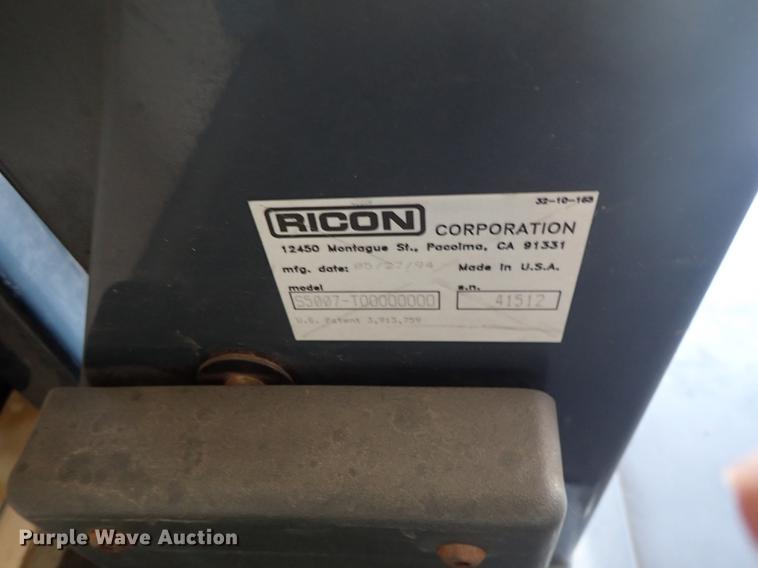 32-10-163
RICON CORPORATION
12450 Montague St., Pacoima, CA 91331
mfg. date: 05/27/94 Made in U.S.A.
model s.n.
S5007-T00000000 41512
U.S. Patent 3,913,759
Purple Wave Auction